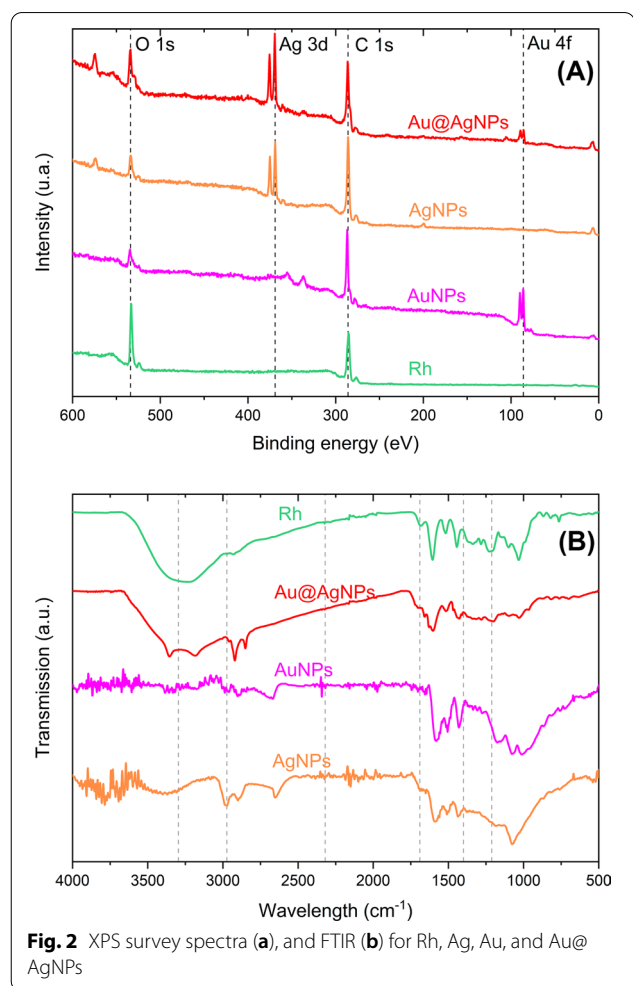 O 1s Ag 3d C 1s Au 4f
(A)
Au@AgNPs
AgNPs
AuNPs
Rh
Intensity (u.a.)
600 500 400 300 200 100 0
Binding energy (eV)
Rh
(B)
Au@AgNPs
AuNPs
AgNPs
Transmission (a.u.)
4000 3500 3000 2500 2000 1500 1000 500
Wavelength (cm⁻¹)
Fig. 2 XPS survey spectra (a), and FTIR (b) for Rh, Ag, Au, and Au@
AgNPs